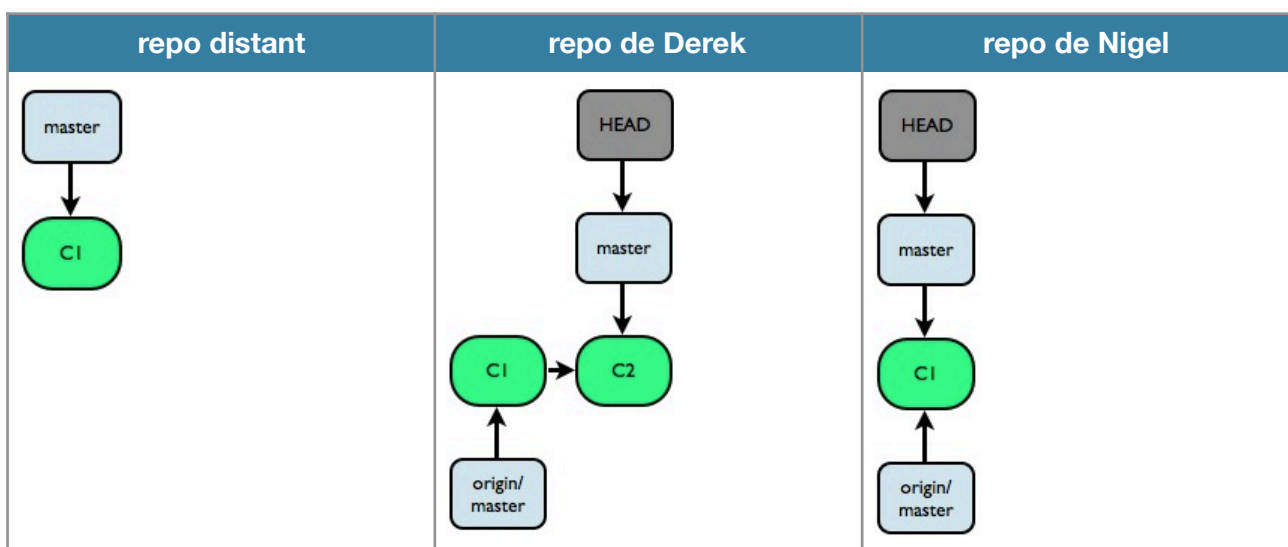 repo distant
repo de Derek
repo de Nigel
master
C1
HEAD
master
C1
C2
origin/
master
HEAD
master
C1
origin/
master